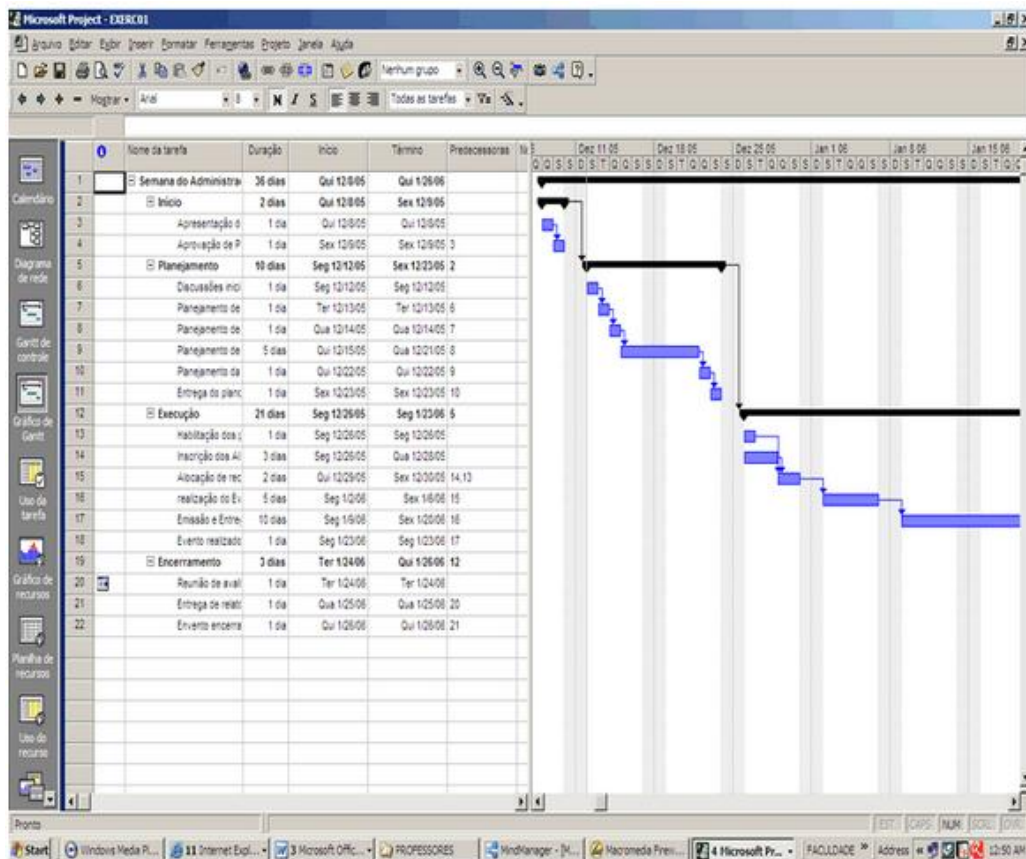 Microsoft Project - EXERC01
Arquivo Editar Exibir Inserir Formatar Ferramentas Projeto Janela Ajuda
Nenhum grupo
Mostrar Arial 8 N I S Todas as tarefas
Nome da tarefa Duração Início Término Predecessoras
Dez 11 05 Dez 18 05 Dez 25 05 Jan 1 06 Jan 8 06 Jan 15 06
1 Semana do Administra 36 dias Qui 12/8/05 Qui 1/26/06
2 Início 2 dias Qui 12/8/05 Sex 12/9/05
3 Apresentação d 1 dia Qui 12/8/05 Qui 12/8/05
4 Aprovação de P 1 dia Sex 12/9/05 Sex 12/9/05 3
5 Planejamento 10 dias Seg 12/12/05 Sex 12/23/05 2
6 Discussões inici 1 dia Seg 12/12/05 Seg 12/12/05
7 Planejamento de 1 dia Ter 12/13/05 Ter 12/13/05 6
8 Planejamento de 1 dia Qua 12/14/05 Qua 12/14/05 7
9 Planejamento de 5 dias Qui 12/15/05 Qua 12/21/05 8
10 Planejamento da 1 dia Qui 12/22/05 Qui 12/22/05 9
11 Entrega do plano 1 dia Sex 12/23/05 Sex 12/23/05 10
12 Execução 21 dias Seg 12/26/05 Seg 1/23/06 5
13 Habilitação dos 1 dia Seg 12/26/05 Seg 12/26/05
14 Inscrição dos Al 3 dias Seg 12/26/05 Qua 12/28/05
15 Alocação de rec 2 dias Qui 12/29/05 Sex 12/30/05 14,13
16 realização do Ev 5 dias Seg 1/2/06 Sex 1/6/06 15
17 Emissão e Entre 10 dias Seg 1/9/06 Sex 1/20/06 16
18 Evento realizado 1 dia Seg 1/23/06 Seg 1/23/06 17
19 Encerramento 3 dias Ter 1/24/06 Qui 1/26/06 12
20 Reunião de aval 1 dia Ter 1/24/06 Ter 1/24/06
21 Entrega de relató 1 dia Qua 1/25/06 Qua 1/25/06 20
22 Envento encerra 1 dia Qui 1/26/06 Qui 1/26/06 21
Calendário
Diagrama de rede
Gantt de controle
Gráfico de Gantt
Uso da tarefa
Gráfico de recursos
Planilha de recursos
Uso do recurso
Pronto
EST CAPS NUM SCRL OVR
Start Windows Media Pl... 11 Internet Expl... 3 Microsoft Offic... PROFESSORES MindManager - [M... Macromedia Firew... 4 Microsoft Pr... FACULDADE Address 12:50 AM